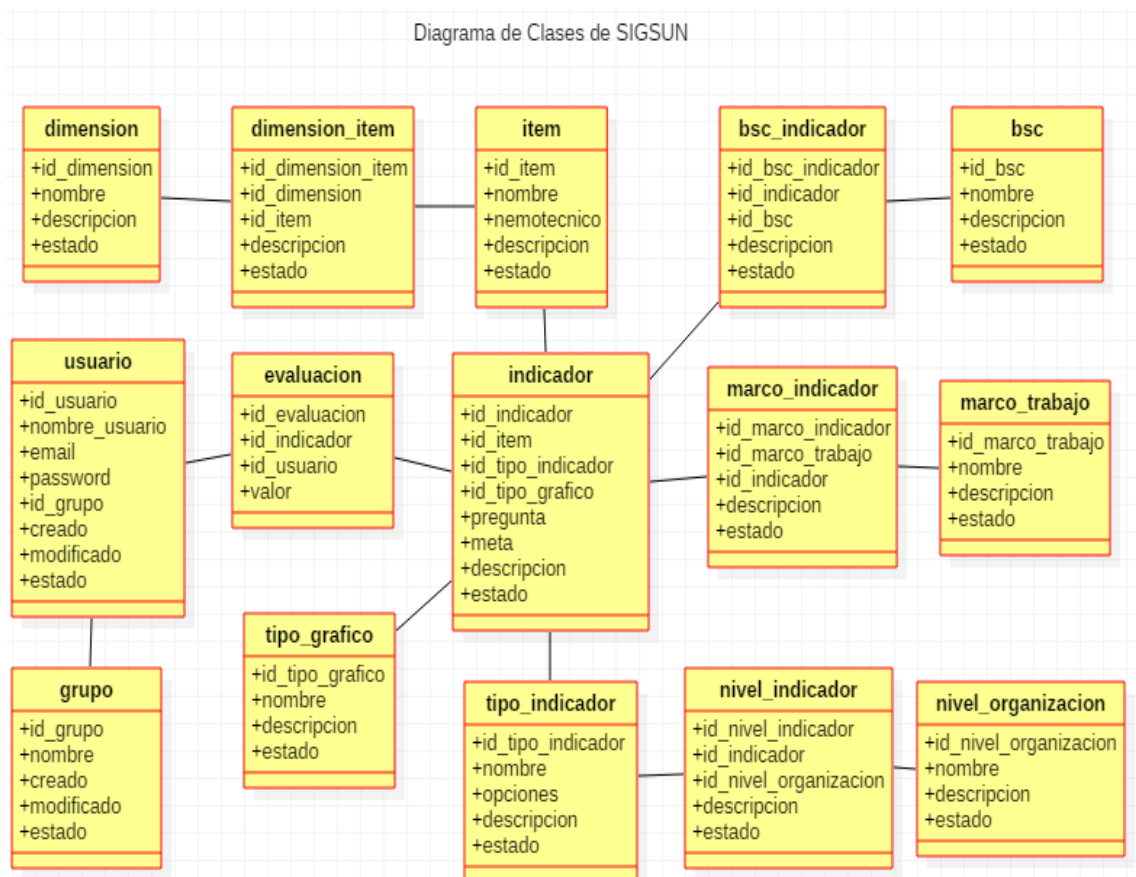 Diagrama de Clases de SIGSUN
dimension
+id_dimension
+nombre
+descripcion
+estado
dimension_item
+id_dimension_item
+id_dimension
+id_item
+descripcion
+estado
item
+id_item
+nombre
+nemotecnico
+descripcion
+estado
bsc_indicador
+id_bsc_indicador
+id_indicador
+id_bsc
+descripcion
+estado
bsc
+id_bsc
+nombre
+descripcion
+estado
usuario
+id_usuario
+nombre_usuario
+email
+password
+id_grupo
+creado
+modificado
+estado
evaluacion
+id_evaluacion
+id_indicador
+id_usuario
+valor
indicador
+id_indicador
+id_item
+id_tipo_indicador
+id_tipo_grafico
+pregunta
+meta
+descripcion
+estado
marco_indicador
+id_marco_indicador
+id_marco_trabajo
+id_indicador
+descripcion
+estado
marco_trabajo
+id_marco_trabajo
+nombre
+descripcion
+estado
grupo
+id_grupo
+nombre
+creado
+modificado
+estado
tipo_grafico
+id_tipo_grafico
+nombre
+descripcion
+estado
tipo_indicador
+id_tipo_indicador
+nombre
+opciones
+descripcion
+estado
nivel_indicador
+id_nivel_indicador
+id_indicador
+id_nivel_organizacion
+descripcion
+estado
nivel_organizacion
+id_nivel_organizacion
+nombre
+descripcion
+estado